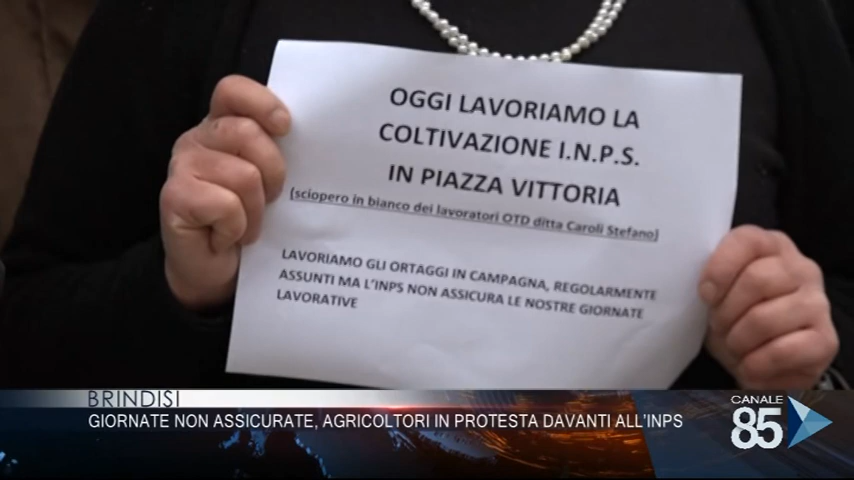 OGGI LAVORIAMO LA
COLTIVAZIONE I.N.P.S.
IN PIAZZA VITTORIA
(sciopero in bianco dei lavoratori OTD ditta Caroli Stefano)
LAVORIAMO GLI ORTAGGI IN CAMPAGNA, REGOLARMENTE
ASSUNTI MA L'INPS NON ASSICURA LE NOSTRE GIORNATE
LAVORATIVE
BRINDISI
GIORNATE NON ASSICURATE, AGRICOLTORI IN PROTESTA DAVANTI ALL'INPS
CANALE
85